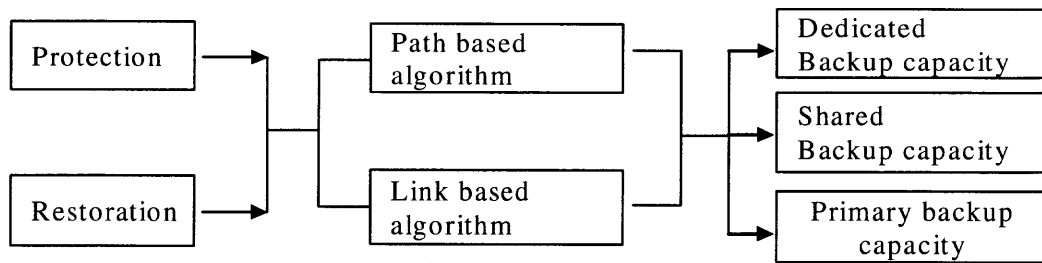 Protection
Restoration
Path based
algorithm
Link based
algorithm
Dedicated
Backup capacity
Shared
Backup capacity
Primary backup
capacity